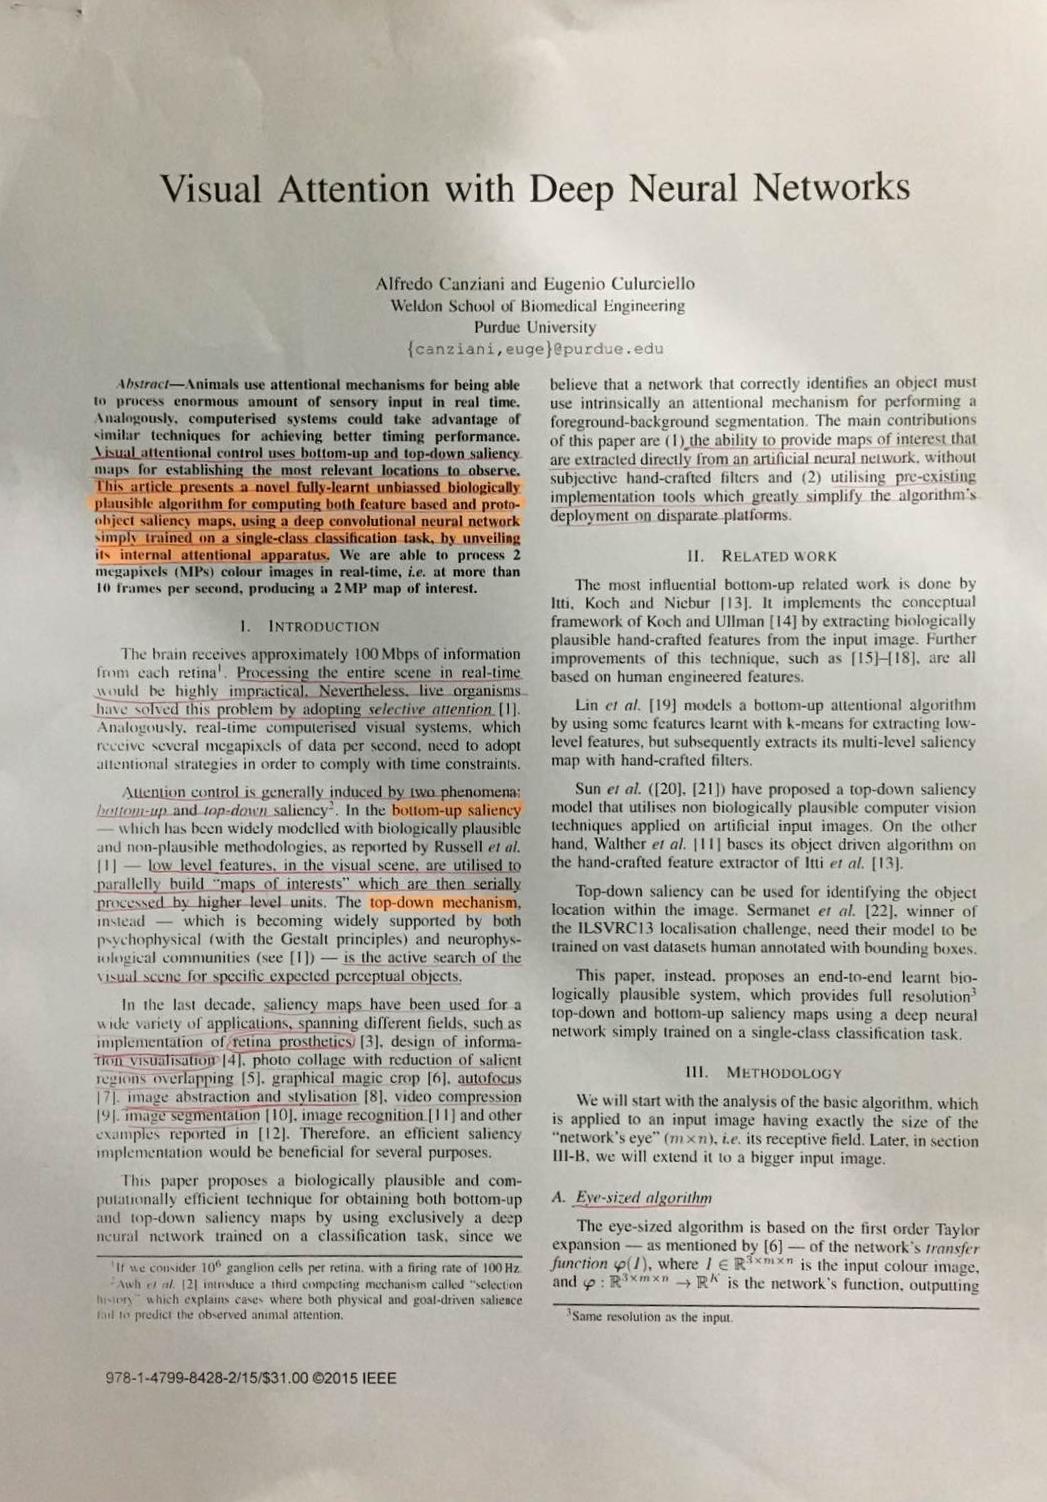 Visual Attention with Deep Neural Networks
Alfredo Canziani and Eugenio Culurciello
Weldon School of Biomedical Engineering
Purdue University
{canziani,euge}@purdue.edu
Abstract—Animals use attentional mechanisms for being able
to process enormous amount of sensory input in real time.
Analogously, computerised systems could take advantage of
similar techniques for achieving better timing performance.
Visual attentional control uses bottom-up and top-down saliency
maps for establishing the most relevant locations to observe.
This article presents a novel fully-learnt unbiassed biologically
plausible algorithm for computing both feature based and proto-
object saliency maps, using a deep convolutional neural network
simply trained on a single-class classification task, by unveiling
its internal attentional apparatus. We are able to process 2
megapixels (MPs) colour images in real-time, i.e. at more than
10 frames per second, producing a 2 MP map of interest.
I. INTRODUCTION
The brain receives approximately 100 Mbps of information
from each retina¹. Processing the entire scene in real-time
would be highly impractical. Nevertheless, live organisms
have solved this problem by adopting selective attention [1].
Analogously, real-time computerised visual systems, which
receive several megapixels of data per second, need to adopt
attentional strategies in order to comply with time constraints.
Attention control is generally induced by two phenomena:
bottom-up and top-down saliency². In the bottom-up saliency
— which has been widely modelled with biologically plausible
and non-plausible methodologies, as reported by Russell et al.
[1] — low level features, in the visual scene, are utilised to
parallelly build “maps of interests” which are then serially
processed by higher level units. The top-down mechanism,
instead — which is becoming widely supported by both
psychophysical (with the Gestalt principles) and neurophys-
iological communities (see [1]) — is the active search of the
visual scene for specific expected perceptual objects.
In the last decade, saliency maps have been used for a
wide variety of applications, spanning different fields, such as
implementation of retina prosthetics [3], design of informa-
tion visualisation [4], photo collage with reduction of salient
regions overlapping [5], graphical magic crop [6], autofocus
[7], image abstraction and stylisation [8], video compression
[9], image segmentation [10], image recognition [11] and other
examples reported in [12]. Therefore, an efficient saliency
implementation would be beneficial for several purposes.
This paper proposes a biologically plausible and com-
putationally efficient technique for obtaining both bottom-up
and top-down saliency maps by using exclusively a deep
neural network trained on a classification task, since we
¹If we consider 10⁶ ganglion cells per retina, with a firing rate of 100 Hz.
²Awh et al. [2] introduce a third competing mechanism called “selection
history” which explains cases where both physical and goal-driven salience
fail to predict the observed animal attention.
978-1-4799-8428-2/15/$31.00 ©2015 IEEE
believe that a network that correctly identifies an object must
use intrinsically an attentional mechanism for performing a
foreground-background segmentation. The main contributions
of this paper are (1) the ability to provide maps of interest that
are extracted directly from an artificial neural network, without
subjective hand-crafted filters and (2) utilising pre-existing
implementation tools which greatly simplify the algorithm's
deployment on disparate platforms.
II. RELATED WORK
The most influential bottom-up related work is done by
Itti, Koch and Niebur [13]. It implements the conceptual
framework of Koch and Ullman [14] by extracting biologically
plausible hand-crafted features from the input image. Further
improvements of this technique, such as [15]–[18], are all
based on human engineered features.
Lin et al. [19] models a bottom up attentional algorithm
by using some features learnt with k-means for extracting low-
level features, but subsequently extracts its multi-level saliency
map with hand-crafted filters.
Sun et al. ([20], [21]) have proposed a top-down saliency
model that utilises non biologically plausible computer vision
techniques applied on artificial input images. On the other
hand, Walther et al. [11] bases its object driven algorithm on
the hand-crafted feature extractor of Itti et al. [13].
Top-down saliency can be used for identifying the object
location within the image. Sermanet et al. [22], winner of
the ILSVRC13 localisation challenge, need their model to be
trained on vast datasets human annotated with bounding boxes.
This paper, instead, proposes an end-to-end learnt bio-
logically plausible system, which provides full resolution³
top-down and bottom-up saliency maps using a deep neural
network simply trained on a single-class classification task.
III. METHODOLOGY
We will start with the analysis of the basic algorithm, which
is applied to an input image having exactly the size of the
“network's eye” (m×n), i.e. its receptive field. Later, in section
III-B, we will extend it to a bigger input image.
A. Eye-sized algorithm
The eye-sized algorithm is based on the first order Taylor
expansion — as mentioned by [6] — of the network's transfer
function φ(I), where I ∈ ℝ³ˣᵐˣⁿ is the input colour image,
and φ : ℝ³ˣᵐˣⁿ → ℝᴷ is the network's function, outputting
³Same resolution as the input.